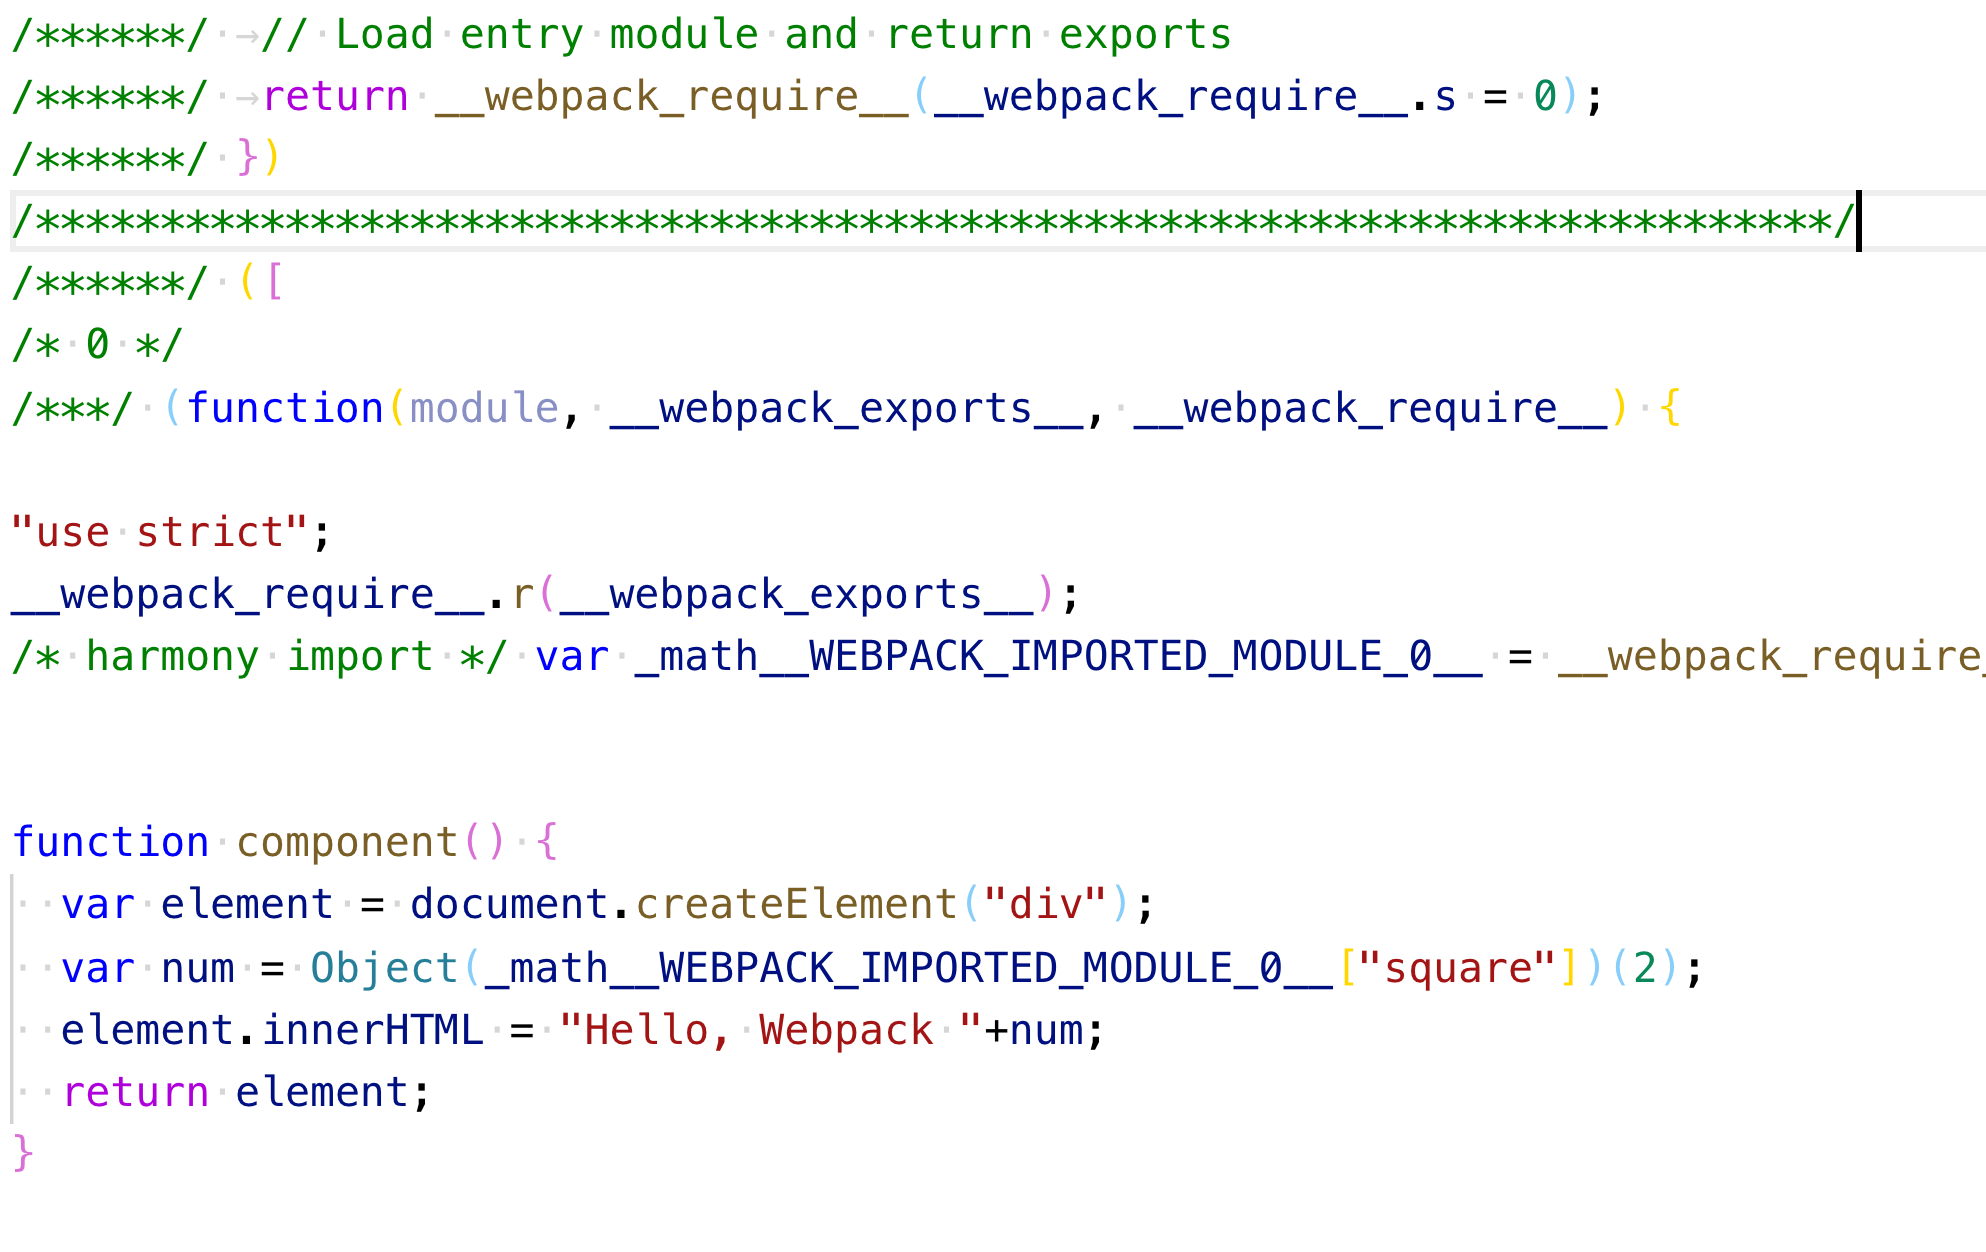 /******/ 	// Load entry module and return exports
/******/ 	return __webpack_require__(__webpack_require__.s = 0);
/******/ })
/************************************************************************/
/******/ ([
/* 0 */
/***/ (function(module, __webpack_exports__, __webpack_require__) {
"use strict";
__webpack_require__.r(__webpack_exports__);
/* harmony import */ var _math__WEBPACK_IMPORTED_MODULE_0__ = __webpack_require_
function component() {
  var element = document.createElement("div");
  var num = Object(_math__WEBPACK_IMPORTED_MODULE_0__["square"])(2);
  element.innerHTML = "Hello, Webpack "+num;
  return element;
}